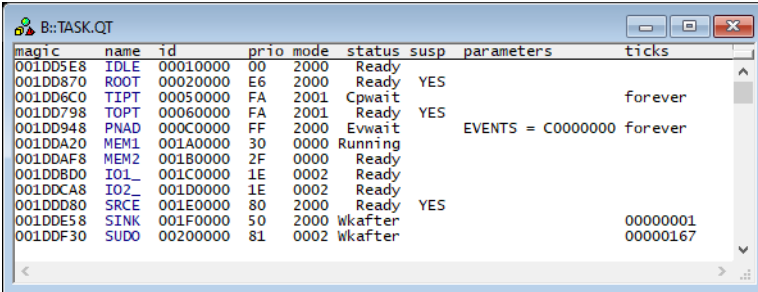 B::TASK.QT
magic name id prio mode status susp parameters ticks
001DD5E8 IDLE 00010000 00 2000 Ready
001DD870 ROOT 00020000 E6 2000 Ready YES
001DD6C0 TIPT 00050000 FA 2001 Cpwait forever
001DD798 TOPT 00060000 FA 2001 Ready YES
001DD948 PNAD 000C0000 FF 2000 Evwait EVENTS = C0000000 forever
001DDA20 MEM1 001A0000 30 0000 Running
001DDAF8 MEM2 001B0000 2F 0000 Ready
001DDBD0 IO1_ 001C0000 1E 0002 Ready
001DDCA8 IO2_ 001D0000 1E 0002 Ready
001DDD80 SRCE 001E0000 80 2000 Ready YES
001DDE58 SINK 001F0000 50 2000 Wkafter 00000001
001DDF30 SUDO 00200000 81 0002 Wkafter 00000167